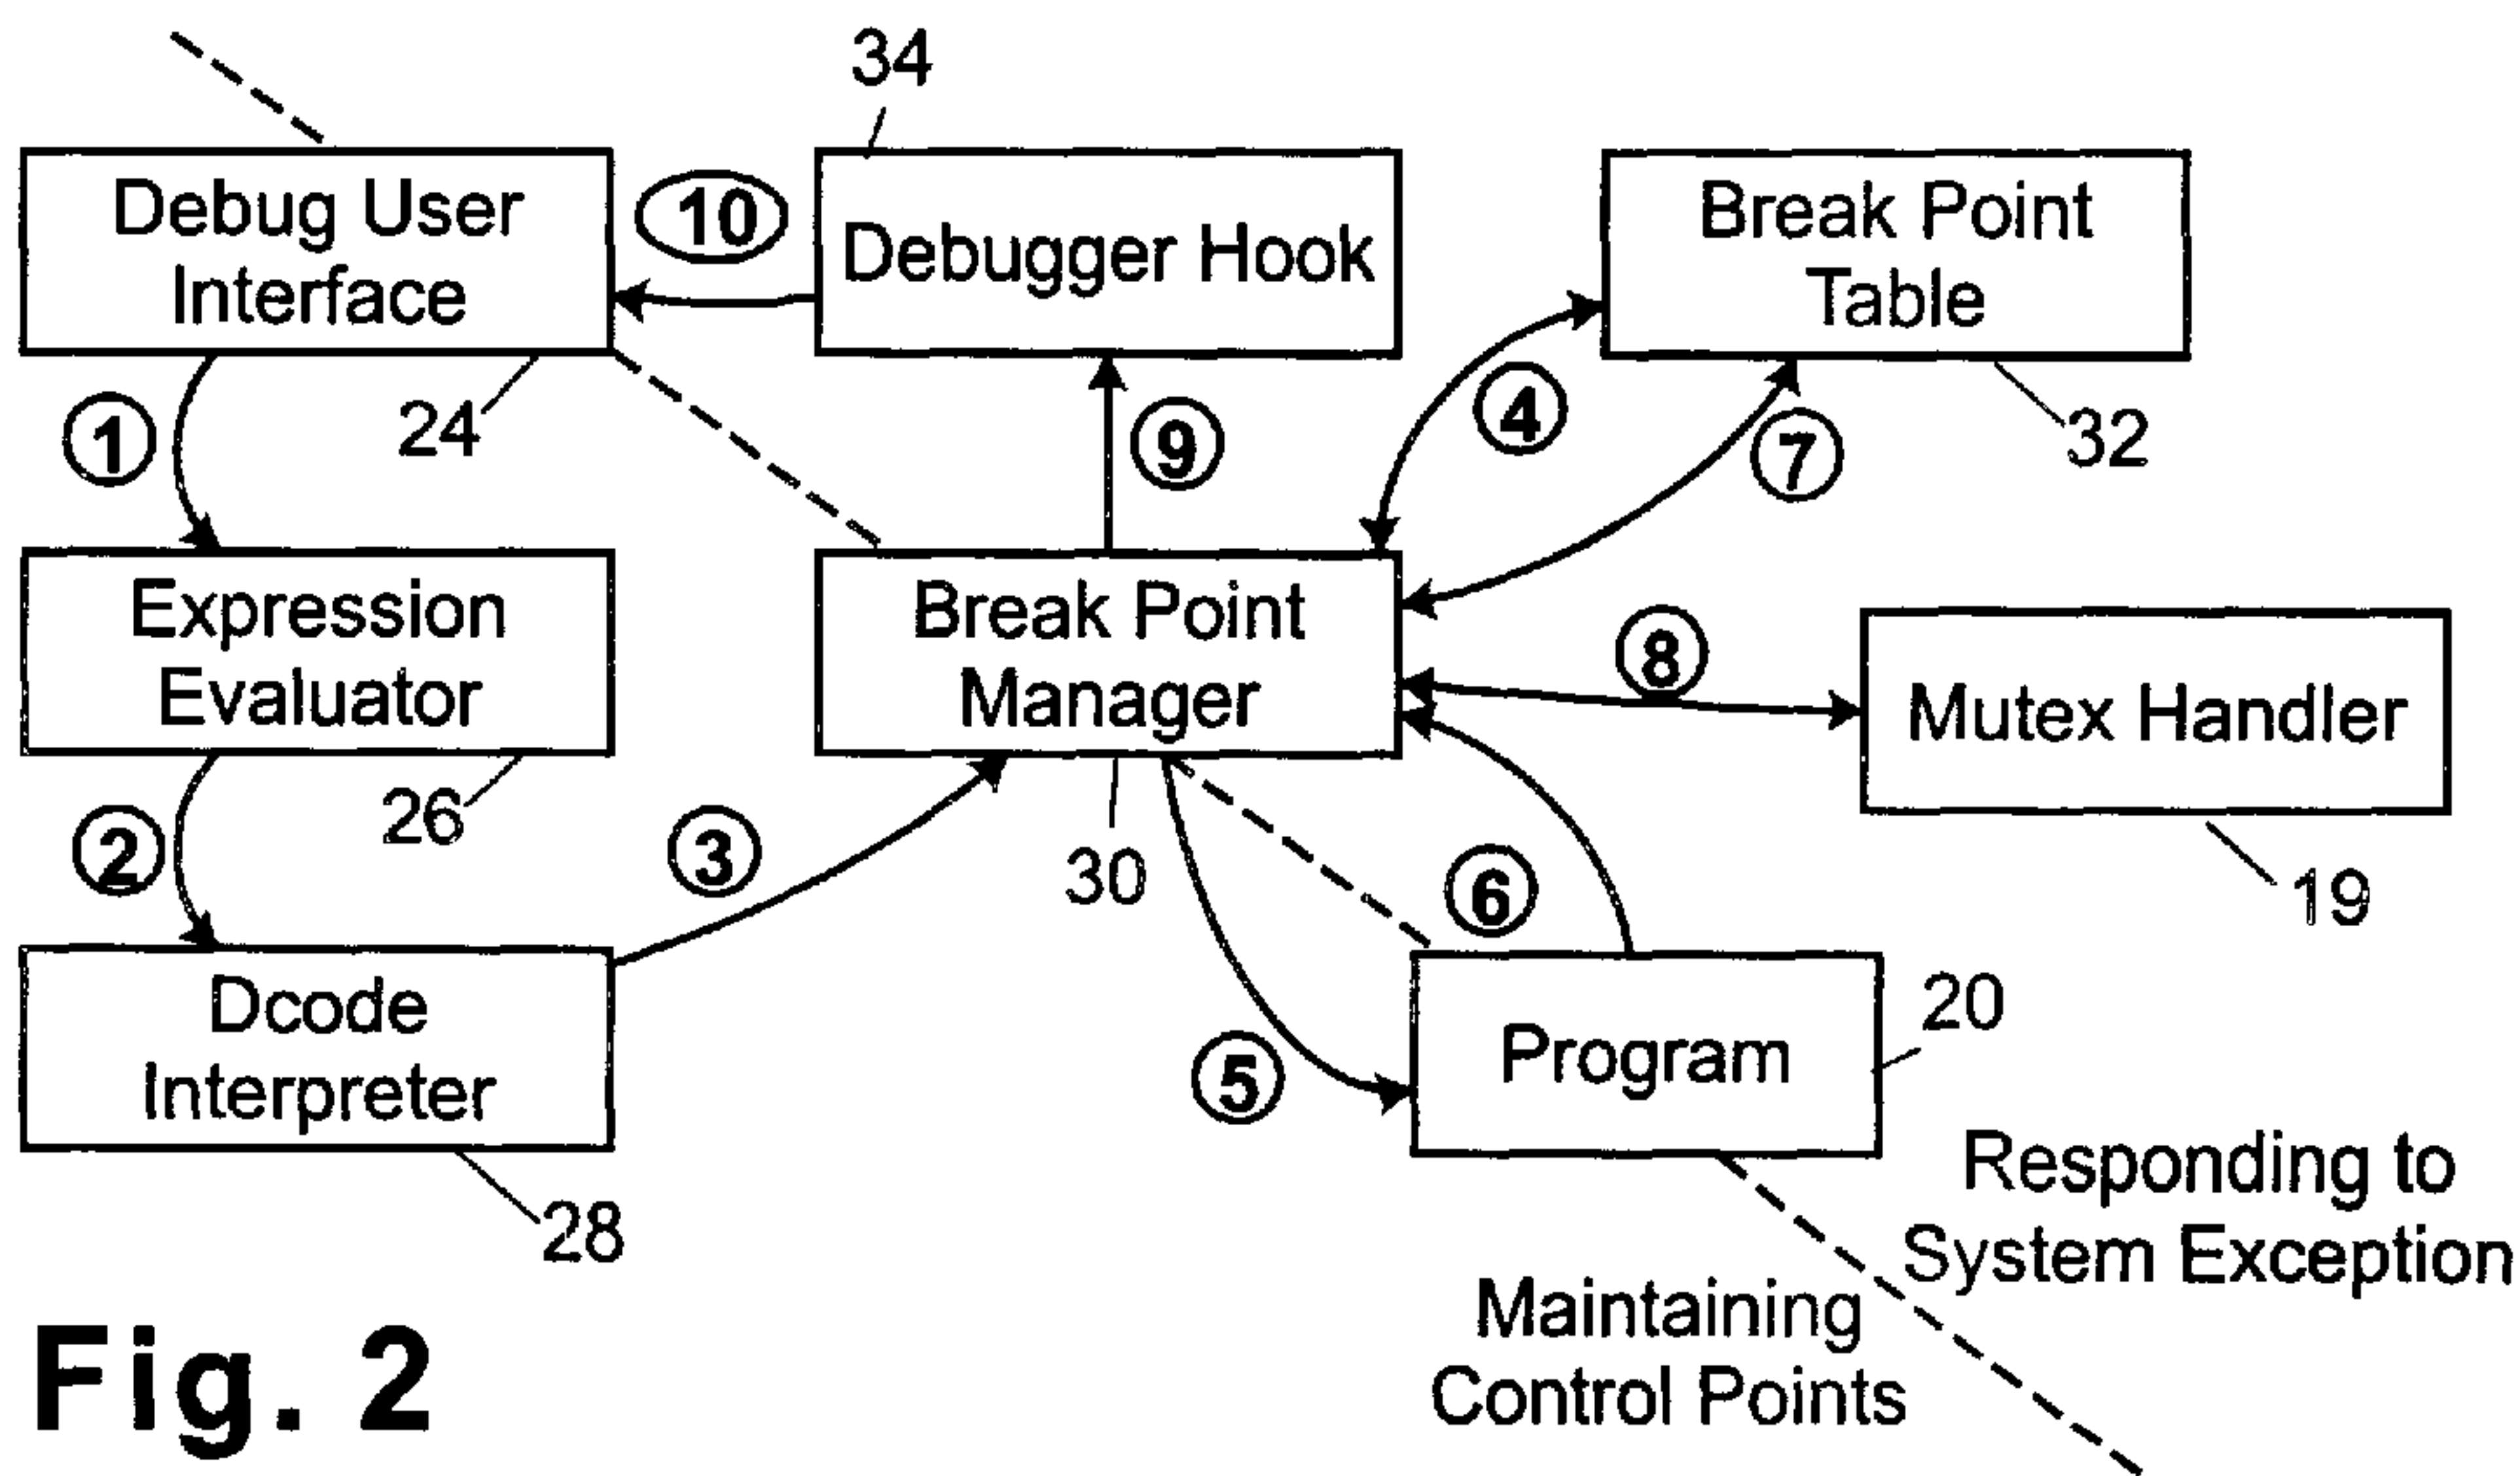 34
Debug User
Interface
10
Debugger Hook
Break Point
Table
1
24
9
4
7
32
Expression
Evaluator
Break Point
Manager
8
Mutex Handler
2
26
3
30
6
19
Dcode
Interpreter
5
Program
20
28
Responding to
System Exception
Maintaining
Control Points
Fig. 2